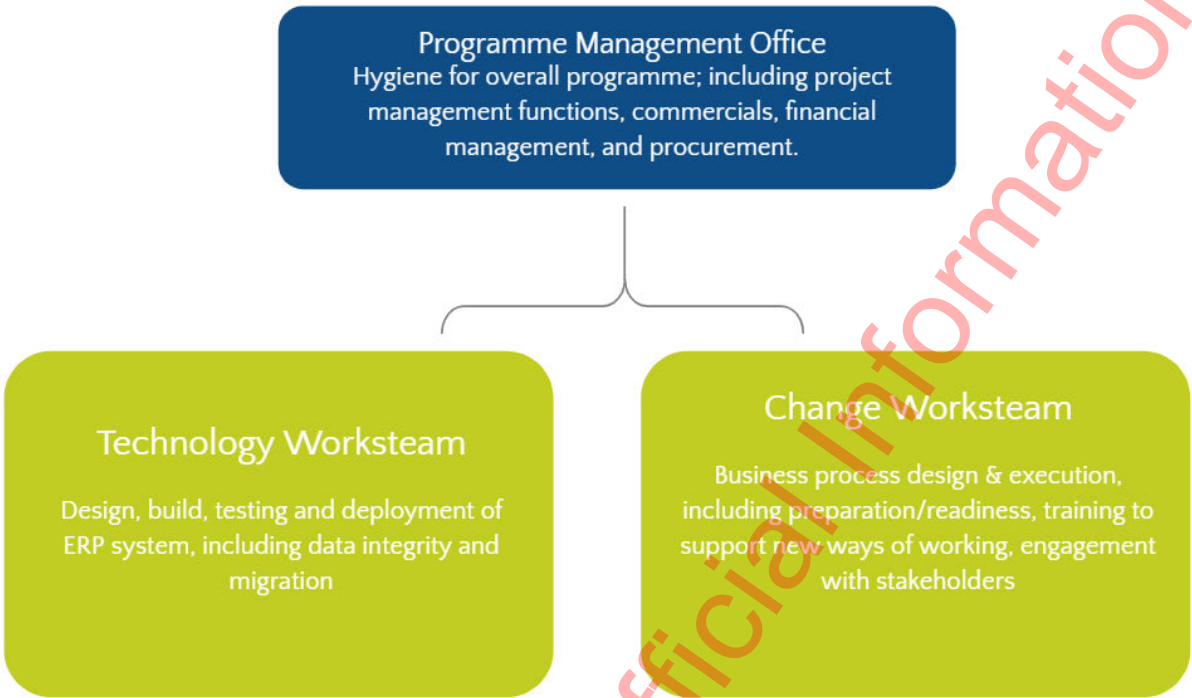 Programme Management Office
Hygiene for overall programme; including project
management functions, commercials, financial
management, and procurement.
Technology Worksteam
Design, build, testing and deployment of
ERP system, including data integrity and
migration
Change Worksteam
Business process design & execution,
including preparation/readiness, training to
support new ways of working, engagement
with stakeholders
Official Information